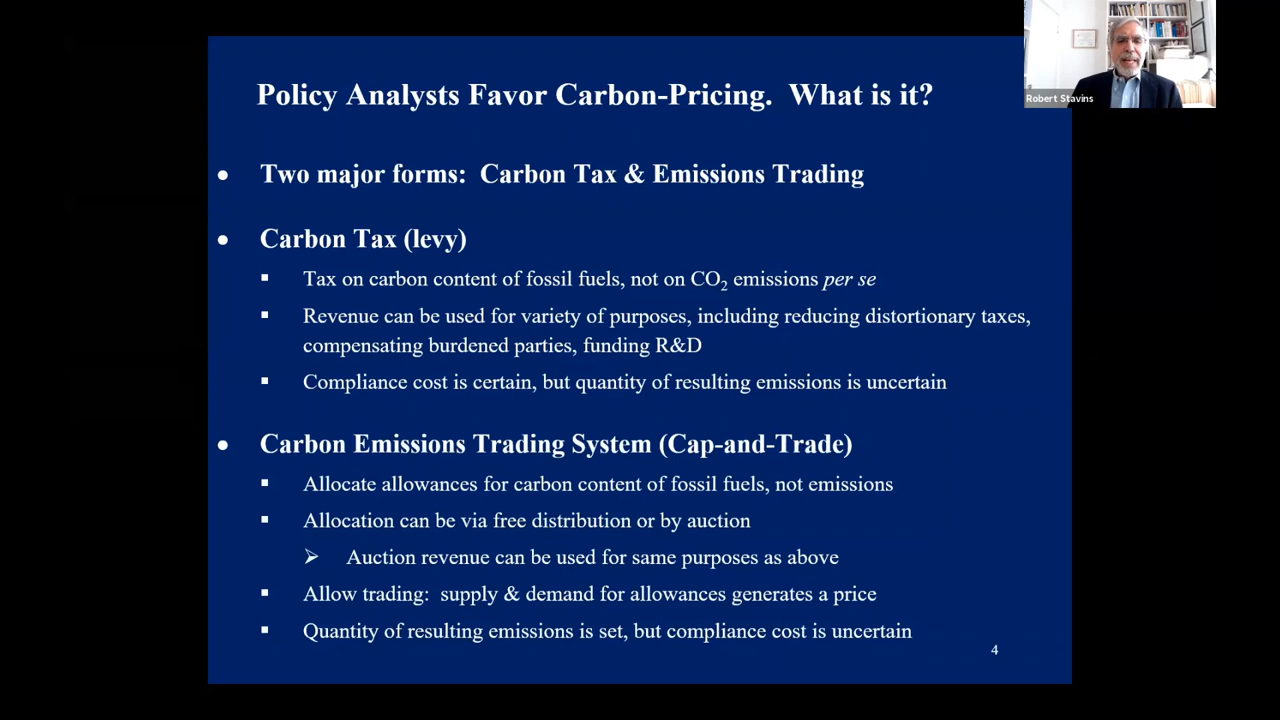 Policy Analysts Favor Carbon-Pricing.  What is it?
Robert Stavins
• Two major forms:  Carbon Tax & Emissions Trading
• Carbon Tax (levy)
▪ Tax on carbon content of fossil fuels, not on CO₂ emissions per se
▪ Revenue can be used for variety of purposes, including reducing distortionary taxes,
compensating burdened parties, funding R&D
▪ Compliance cost is certain, but quantity of resulting emissions is uncertain
• Carbon Emissions Trading System (Cap-and-Trade)
▪ Allocate allowances for carbon content of fossil fuels, not emissions
▪ Allocation can be via free distribution or by auction
➢ Auction revenue can be used for same purposes as above
▪ Allow trading:  supply & demand for allowances generates a price
▪ Quantity of resulting emissions is set, but compliance cost is uncertain
4